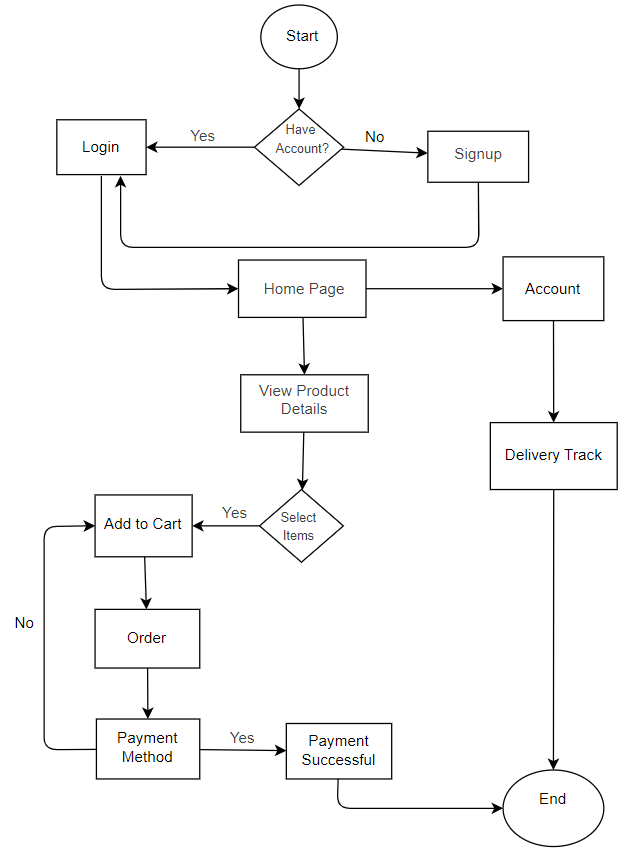 Start
Have
Account?
Yes
No
Login
Signup
Home Page
Account
View Product
Details
Delivery Track
Select
Items
Yes
Add to Cart
No
Order
Payment
Method
Yes
Payment
Successful
End